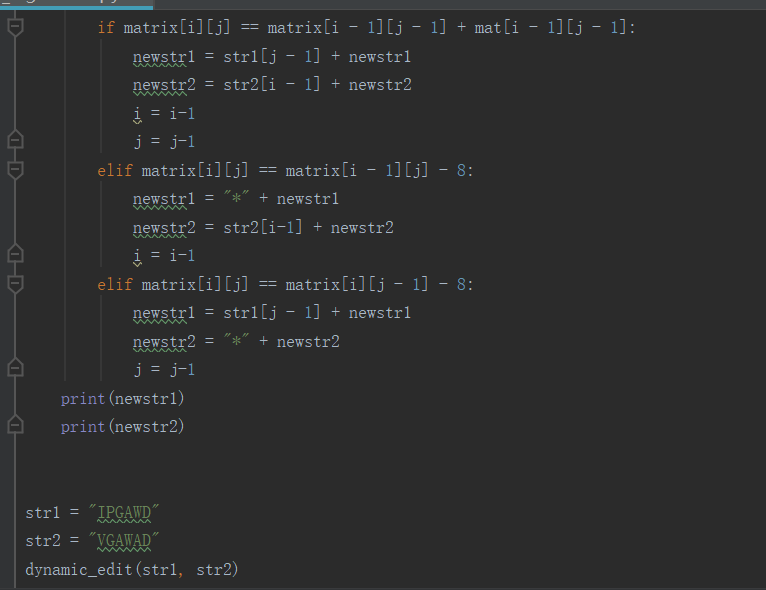 if matrix[i][j] == matrix[i - 1][j - 1] + mat[i - 1][j - 1]:
            newstr1 = str1[j - 1] + newstr1
            newstr2 = str2[i - 1] + newstr2
            i = i-1
            j = j-1
        elif matrix[i][j] == matrix[i - 1][j] - 8:
            newstr1 = "*" + newstr1
            newstr2 = str2[i-1] + newstr2
            i = i-1
        elif matrix[i][j] == matrix[i][j - 1] - 8:
            newstr1 = str1[j - 1] + newstr1
            newstr2 = "*" + newstr2
            j = j-1
    print(newstr1)
    print(newstr2)
str1 = "IPGAWD"
str2 = "VGAWAD"
dynamic_edit(str1, str2)